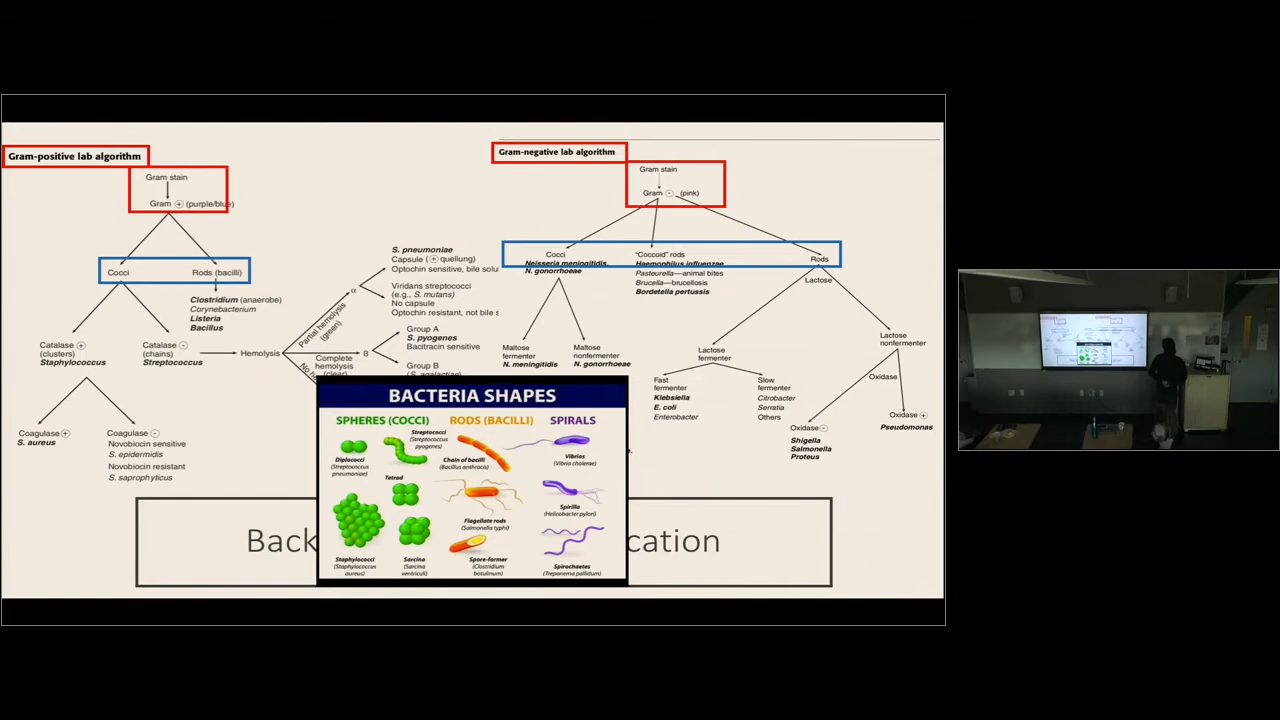 Gram-positive lab algorithm
Gram stain
Gram + (purple/blue)
Cocci
Rods (bacilli)
Clostridium (anaerobe)
Corynebacterium
Listeria
Bacillus
Catalase +
(clusters)
Staphylococcus
Catalase -
(chains)
Streptococcus
Hemolysis
Partial hemolysis
(green)
α
Complete
hemolysis
(clear)
β
S. pneumoniae
Capsule (+ quellung)
Optochin sensitive, bile solu
Viridans streptococci
(e.g., S. mutans)
No capsule
Optochin resistant, not bile s
Group A
S. pyogenes
Bacitracin sensitive
Group B
(S. agalactiae)
Coagulase +
S. aureus
Coagulase -
Novobiocin sensitive
S. epidermidis
Novobiocin resistant
S. saprophyticus
Gram-negative lab algorithm
Gram stain
Gram - (pink)
Cocci
Neisseria meningitidis,
N. gonorrhoeae
"Coccoid" rods
Haemophilus influenzae
Pasteurella—animal bites
Brucella—brucellosis
Bordetella pertussis
Rods
Lactose
Maltose
fermenter
N. meningitidis
Maltose
nonfermenter
N. gonorrhoeae
Lactose
fermenter
Lactose
nonfermenter
Fast
fermenter
Klebsiella
E. coli
Enterobacter
Slow
fermenter
Citrobacter
Serratia
Others
Oxidase
Oxidase -
Shigella
Salmonella
Proteus
Oxidase +
Pseudomonas
BACTERIA SHAPES
SPHERES (COCCI)
RODS (BACILLI)
SPIRALS
Diplococci
(Streptococcus
pneumoniae)
Streptococci
(Streptococcus
pyogenes)
Tetrad
Staphylococci
(Staphylococcus
aureus)
Sarcina
(Sarcina
ventriculi)
Chain of bacilli
(Bacillus anthracis)
Flagellate rods
(Salmonella typhi)
Spore-former
(Clostridium
botulinum)
Vibrios
(Vibrio cholerae)
Spirilla
(Helicobacter pylori)
Spirochaetes
(Treponema pallidum)
Back
cation